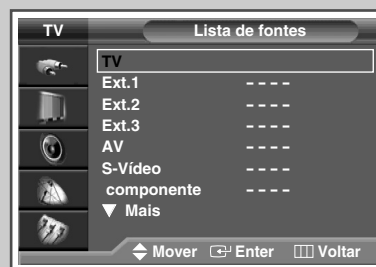 TV Lista de fontes
TV
Ext.1 - - - -
Ext.2 - - - -
Ext.3 - - - -
AV - - - -
S-Vídeo - - - -
componente - - - -
▼ Mais
Mover Enter Voltar